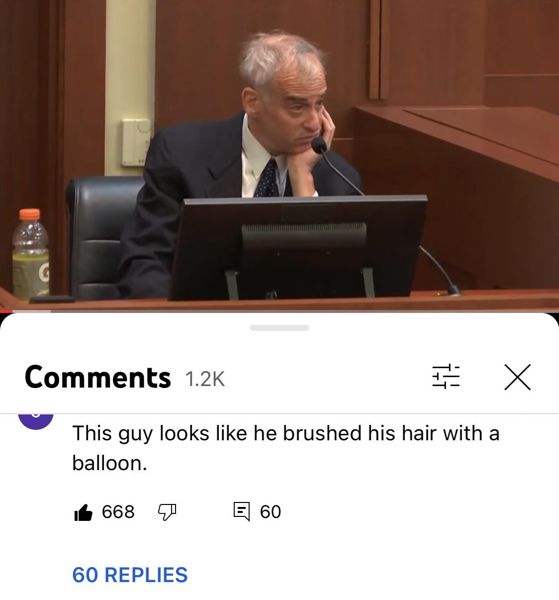 G
Comments 1.2K
This guy looks like he brushed his hair with a
balloon.
668 60
60 REPLIES